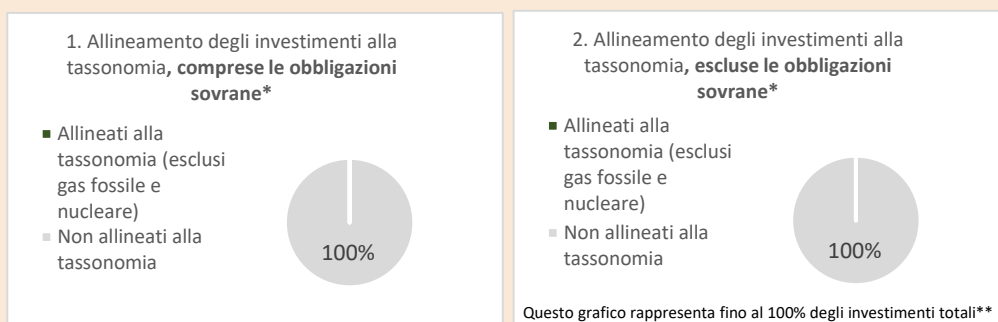 1. Allineamento degli investimenti alla
tassonomia, comprese le obbligazioni
sovrane*
Allineati alla
tassonomia (esclusi
gas fossile e
nucleare)
Non allineati alla
tassonomia
100%
2. Allineamento degli investimenti alla
tassonomia, escluse le obbligazioni
sovrane*
Allineati alla
tassonomia (esclusi
gas fossile e
nucleare)
Non allineati alla
tassonomia
100%
Questo grafico rappresenta fino al 100% degli investimenti totali**